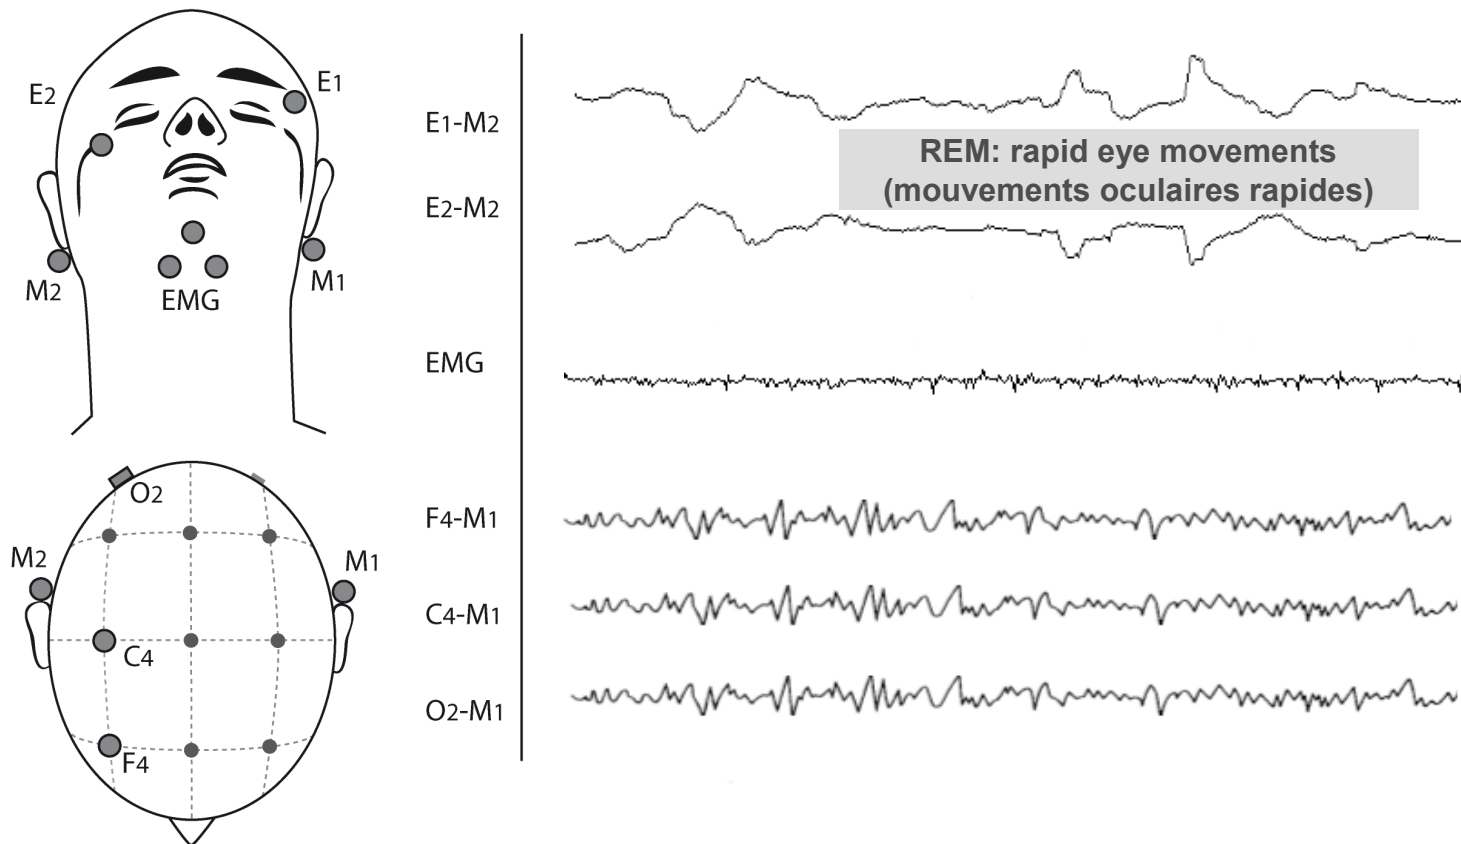 E2
E1
M2
EMG
M1
O2
M2
M1
C4
F4
E1-M2
E2-M2
EMG
F4-M1
C4-M1
O2-M1
REM: rapid eye movements
(mouvements oculaires rapides)